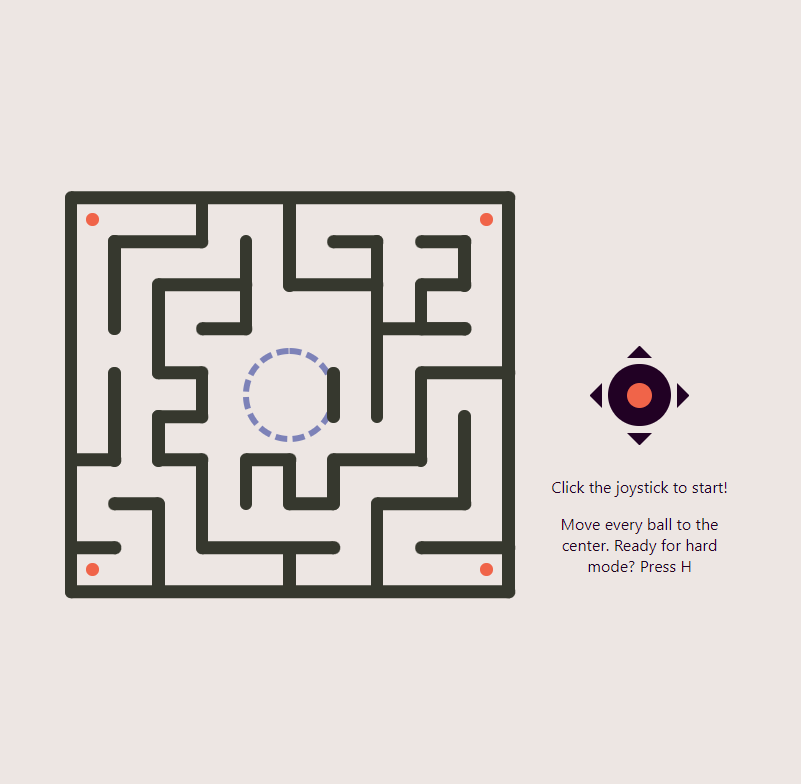 Click the joystick to start!
Move every ball to the
center. Ready for hard
mode? Press H